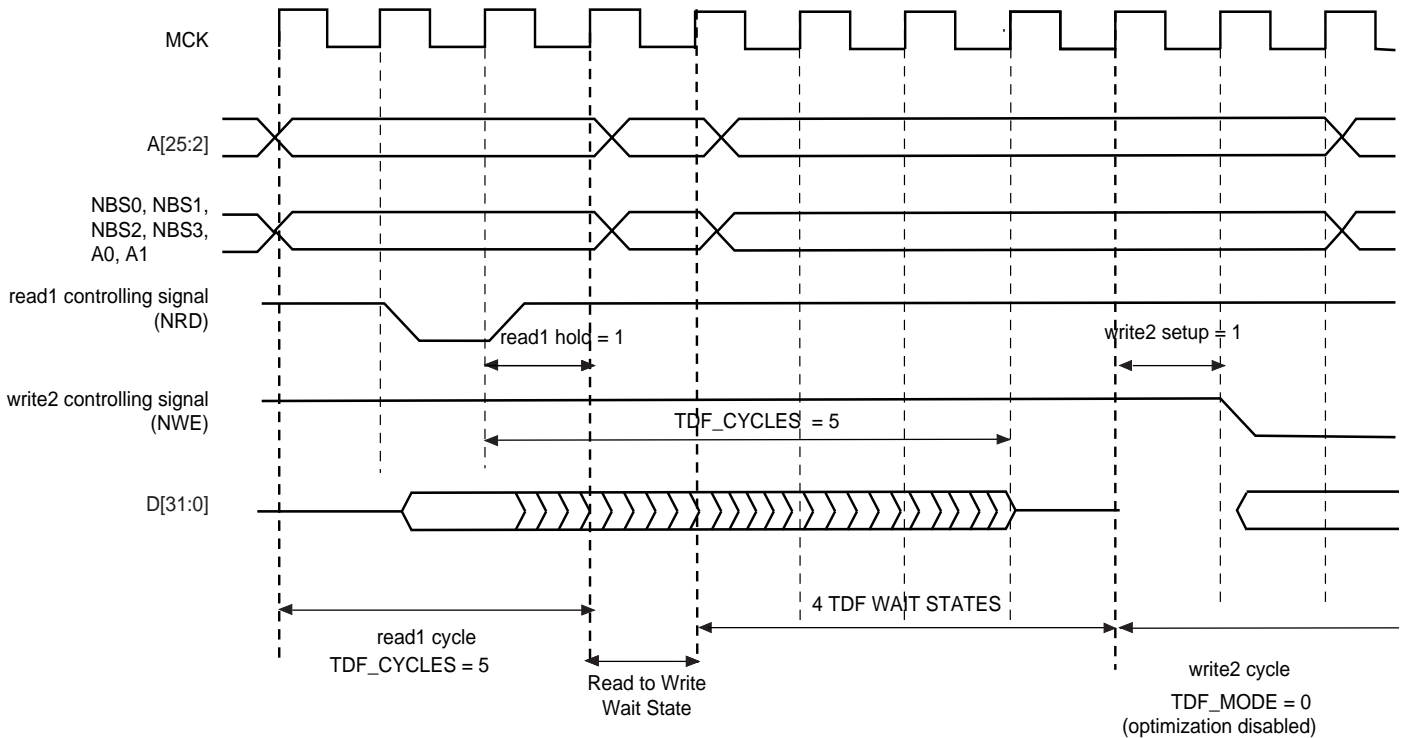 MCK
A[25:2]
NBS0, NBS1,
NBS2, NBS3,
A0, A1
read1 controlling signal
(NRD)
read1 hold = 1
write2 setup = 1
write2 controlling signal
(NWE)
TDF_CYCLES = 5
D[31:0]
4 TDF WAIT STATES
read1 cycle
TDF_CYCLES = 5
Read to Write
Wait State
write2 cycle
TDF_MODE = 0
(optimization disabled)